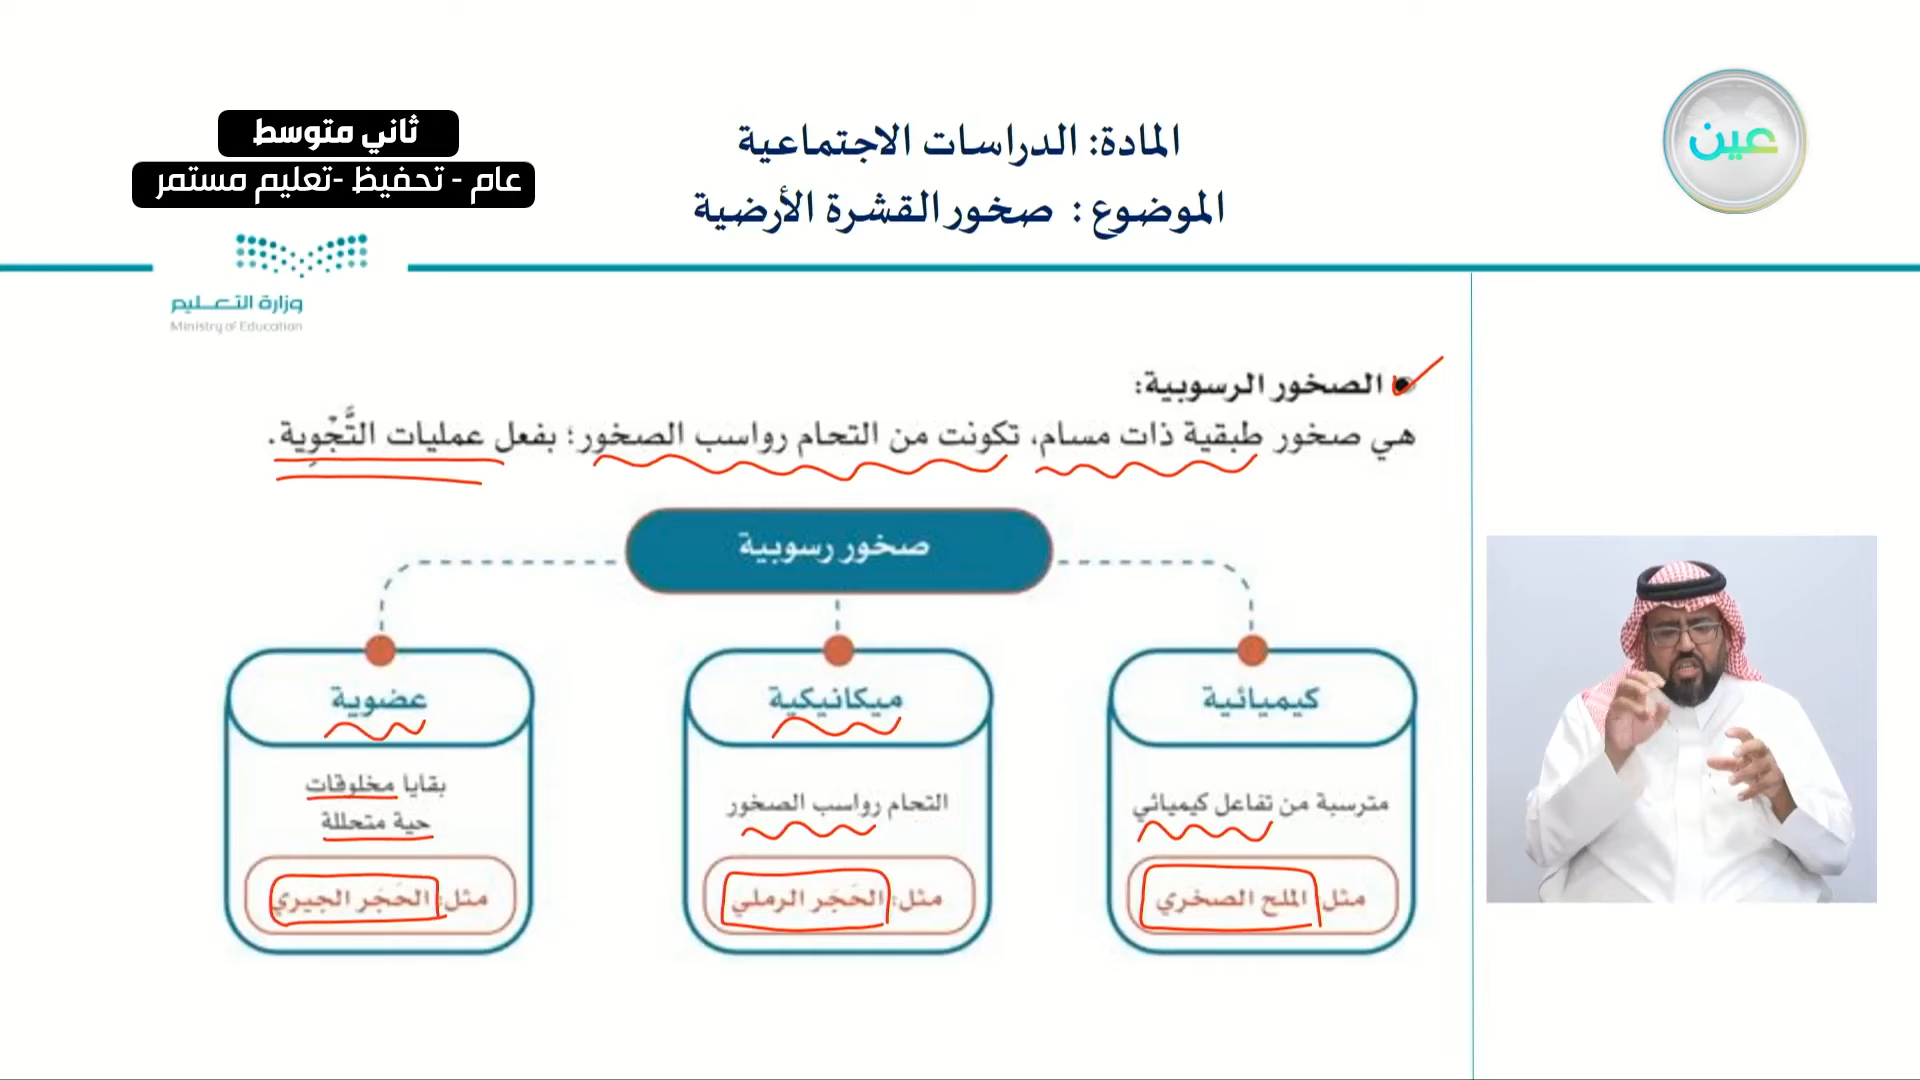 المادة: الدراسات الاجتماعية
الموضوع : صخور القشرة الأرضية
عين
ثاني متوسط
عام - تحفيظ -تعليم مستمر
وزارة التعـــليم
Ministry of Education
الصخور الرسوبية:
هي صخور طبقية ذات مسام، تكونت من التحام رواسب الصخور؛ بفعل عمليات التَّجْوِية.
صخور رسوبية
كيميائية
مترسبة من تفاعل كيميائي
مثل الملح الصخري
ميكانيكية
التحام رواسب الصخور
مثل: الحَجَر الرملي
عضوية
بقايا مخلوقات
حية متحللة
مثل: الحَجَر الجيري